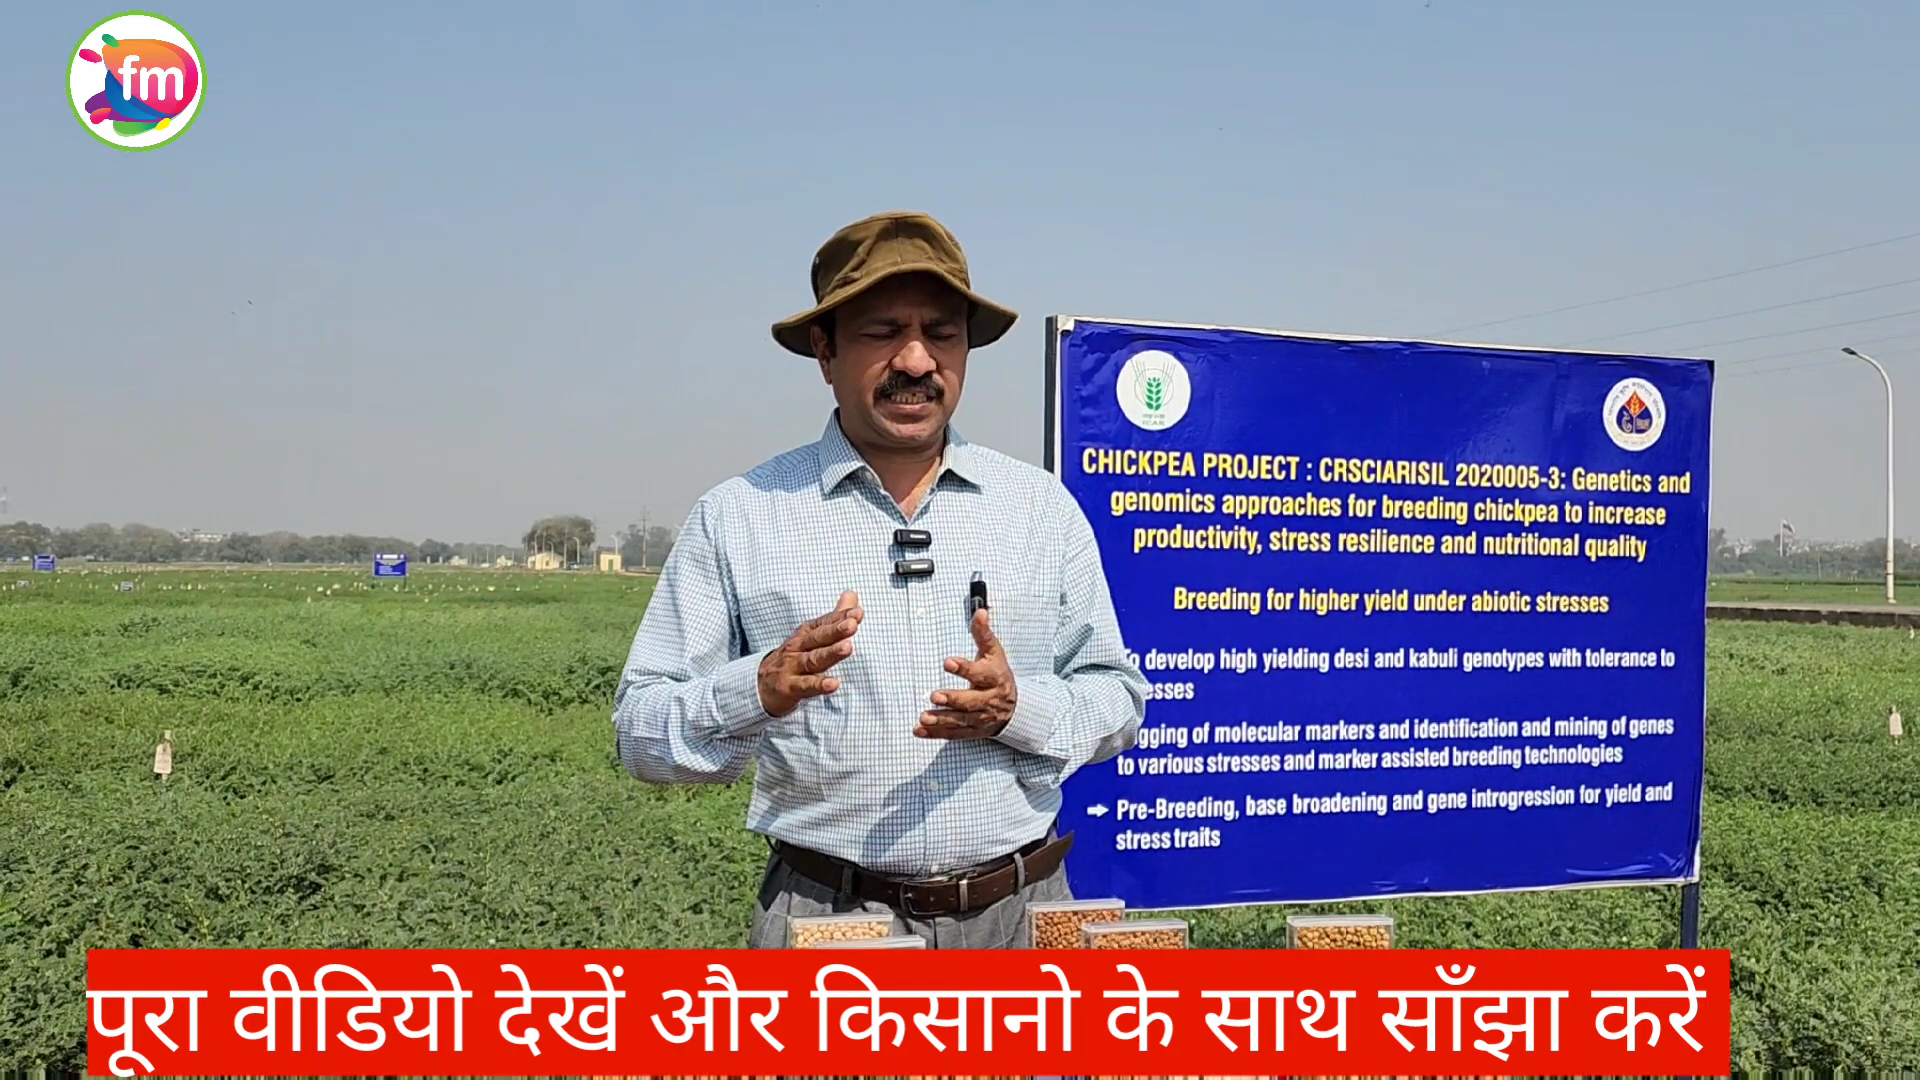 fm
ICAR
CHICKPEA PROJECT : CRSCIARISIL 2020005-3: Genetics and
genomics approaches for breeding chickpea to increase
productivity, stress resilience and nutritional quality
Breeding for higher yield under abiotic stresses
develop high yielding desi and kabuli genotypes with tolerance to
esses
gging of molecular markers and identification and mining of genes
to various stresses and marker assisted breeding technologies
Pre-Breeding, base broadening and gene introgression for yield and
stress traits
पूरा वीडियो देखें और किसानो के साथ साँझा करें